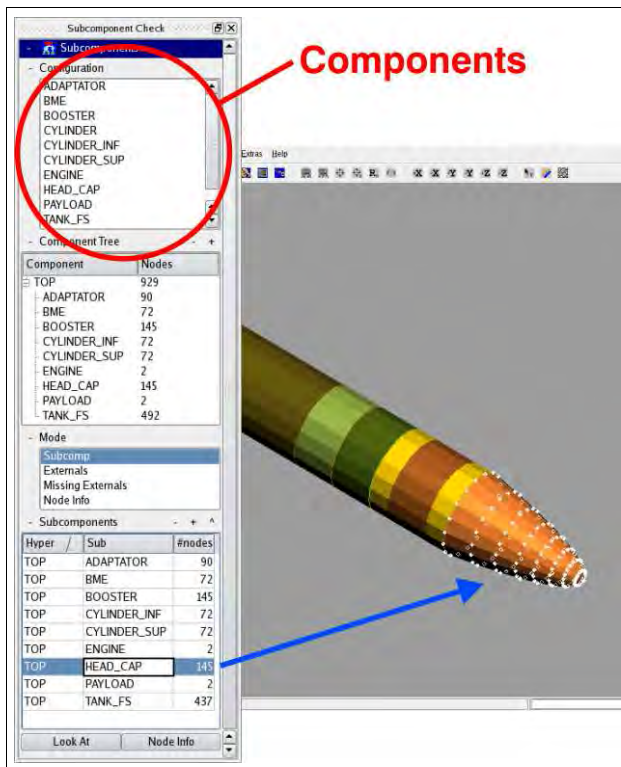 Subcomponent Check
- Subcomponents
- Configuration
ADAPTATOR
BME
BOOSTER
CYLINDER
CYLINDER_INF
CYLINDER_SUP
ENGINE
HEAD_CAP
PAYLOAD
TANK_FS
Components
Extras Help
R.
-X X -Y Y -Z Z
- Component Tree - +
Component Nodes
TOP 929
ADAPTATOR 90
BME 72
BOOSTER 145
CYLINDER_INF 72
CYLINDER_SUP 72
ENGINE 2
HEAD_CAP 145
PAYLOAD 2
TANK_FS 492
- Mode
Subcomp
Externals
Missing Externals
Node Info
- Subcomponents - + ^
Hyper / Sub #nodes
TOP ADAPTATOR 90
TOP BME 72
TOP BOOSTER 145
TOP CYLINDER_INF 72
TOP CYLINDER_SUP 72
TOP ENGINE 2
TOP HEAD_CAP 145
TOP PAYLOAD 2
TOP TANK_FS 437
Look At Node Info